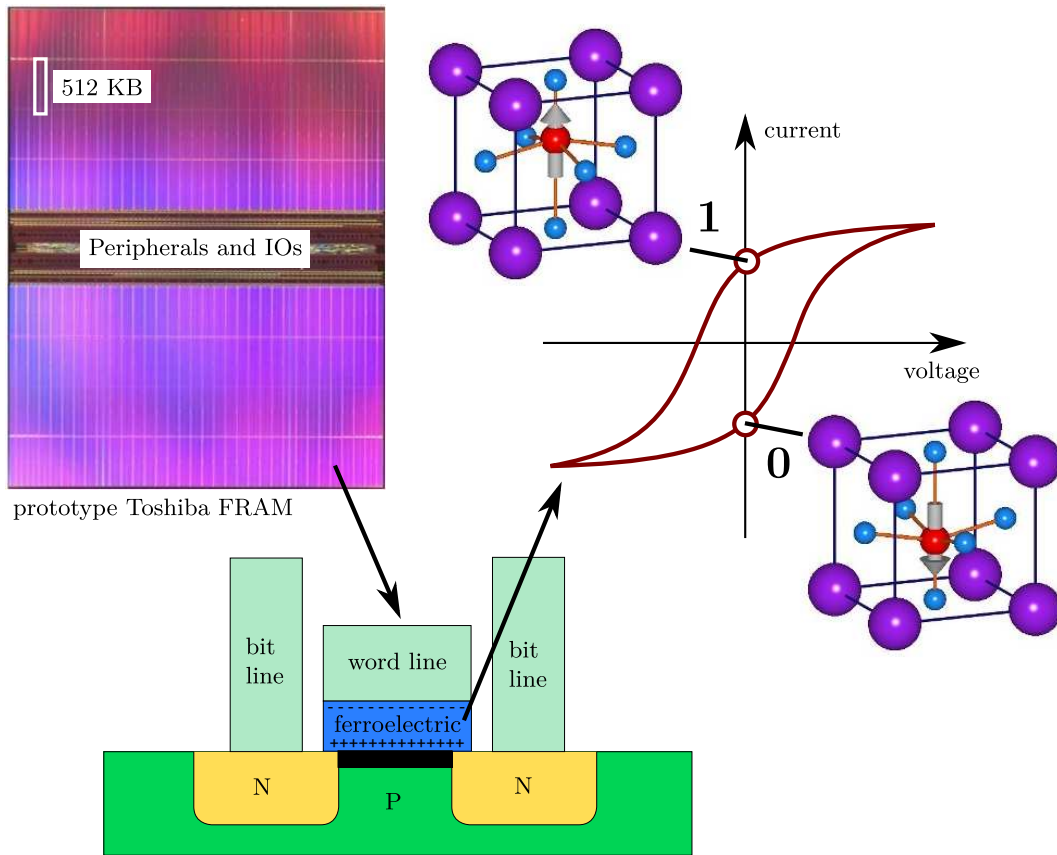 512 KB
Peripherals and IOs
prototype Toshiba FRAM
current
1
voltage
0
bit
line
word line
bit
line
- - - - - - - - - - - - -
ferroelectric
+++++++++++++
N
P
N